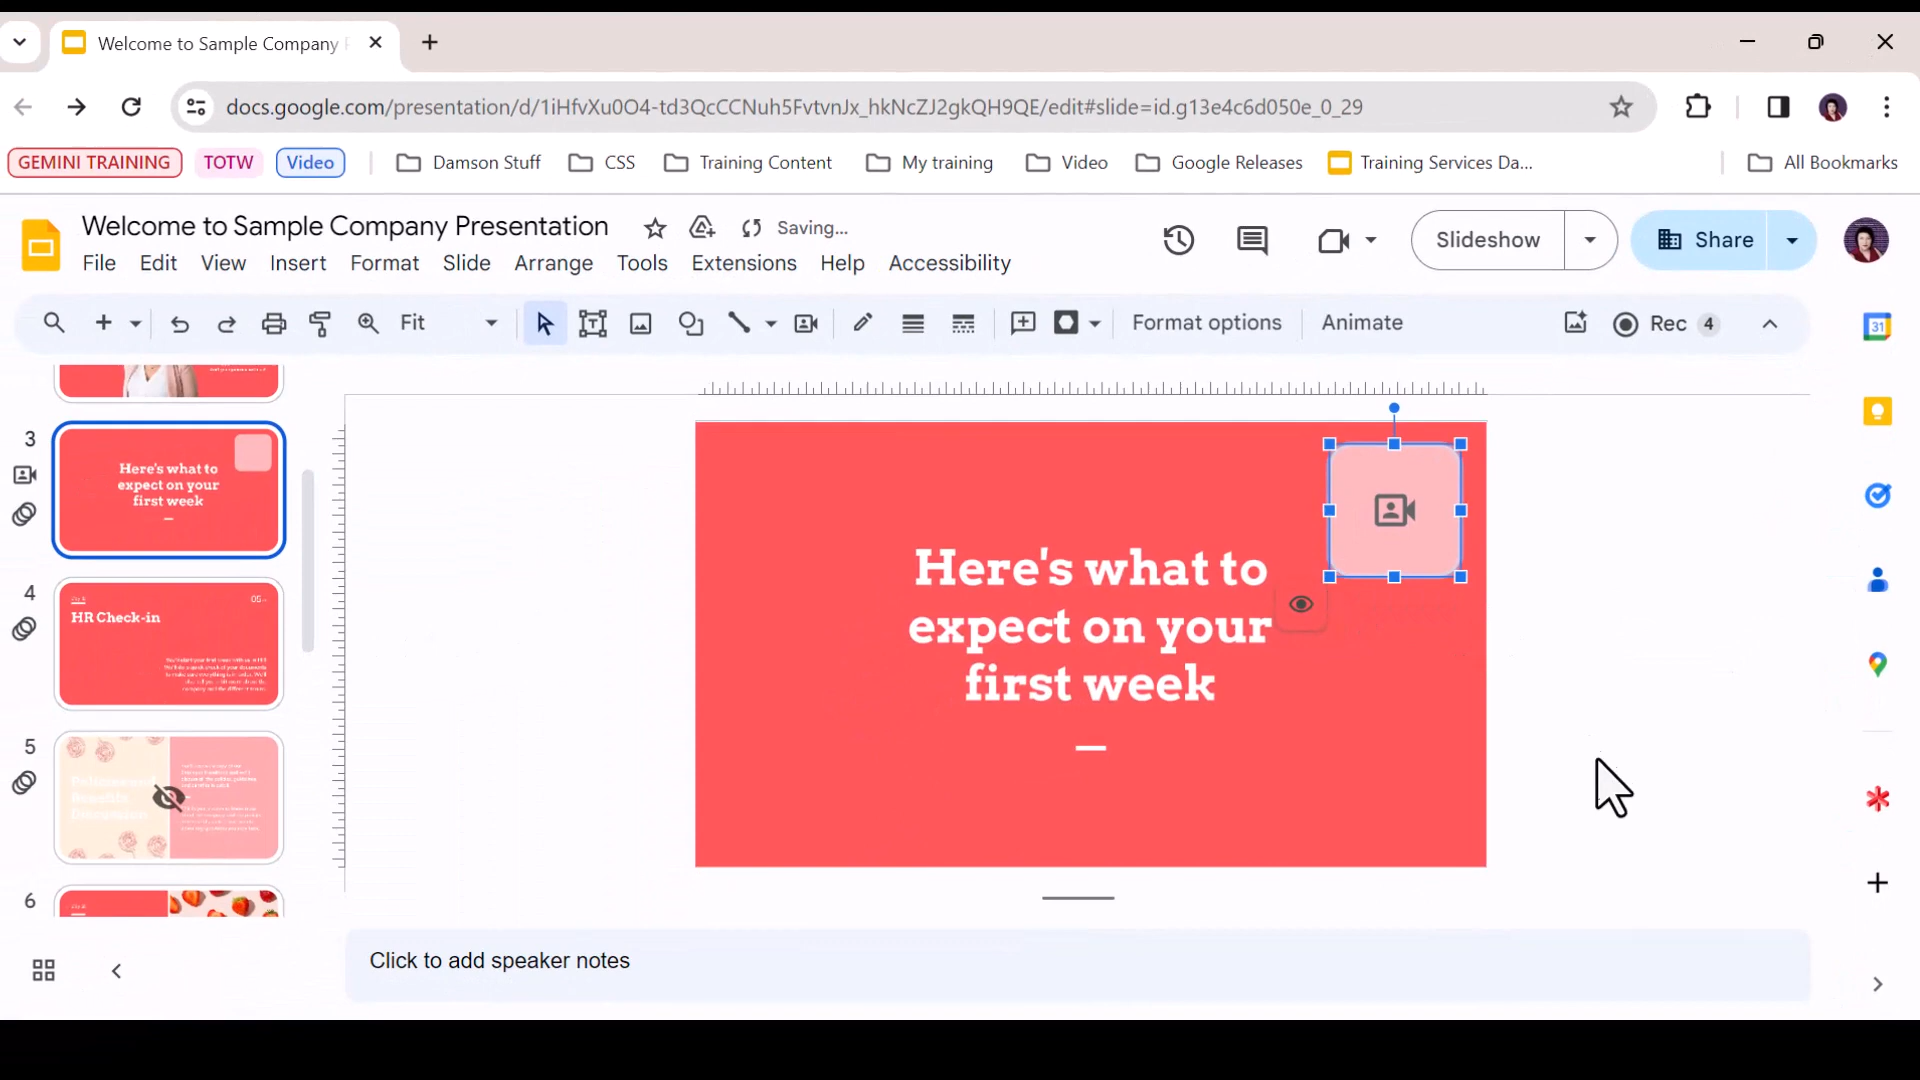 Welcome to Sample Company P
docs.google.com/presentation/d/1iHfvXu0O4-td3QcCCNuh5FvtvnJx_hkNcZJ2gkQH9QE/edit#slide=id.g13e4c6d050e_0_29
GEMINI TRAINING TOTW Video Damson Stuff CSS Training Content My training Video Google Releases Training Services Da... All Bookmarks
Welcome to Sample Company Presentation Saving...
File Edit View Insert Format Slide Arrange Tools Extensions Help Accessibility
Slideshow Share
Fit Format options Animate Rec 4
31
3
Here's what to
expect on your
first week
4
HR Check-in
05
5
6
Here's what to
expect on your
first week
Click to add speaker notes